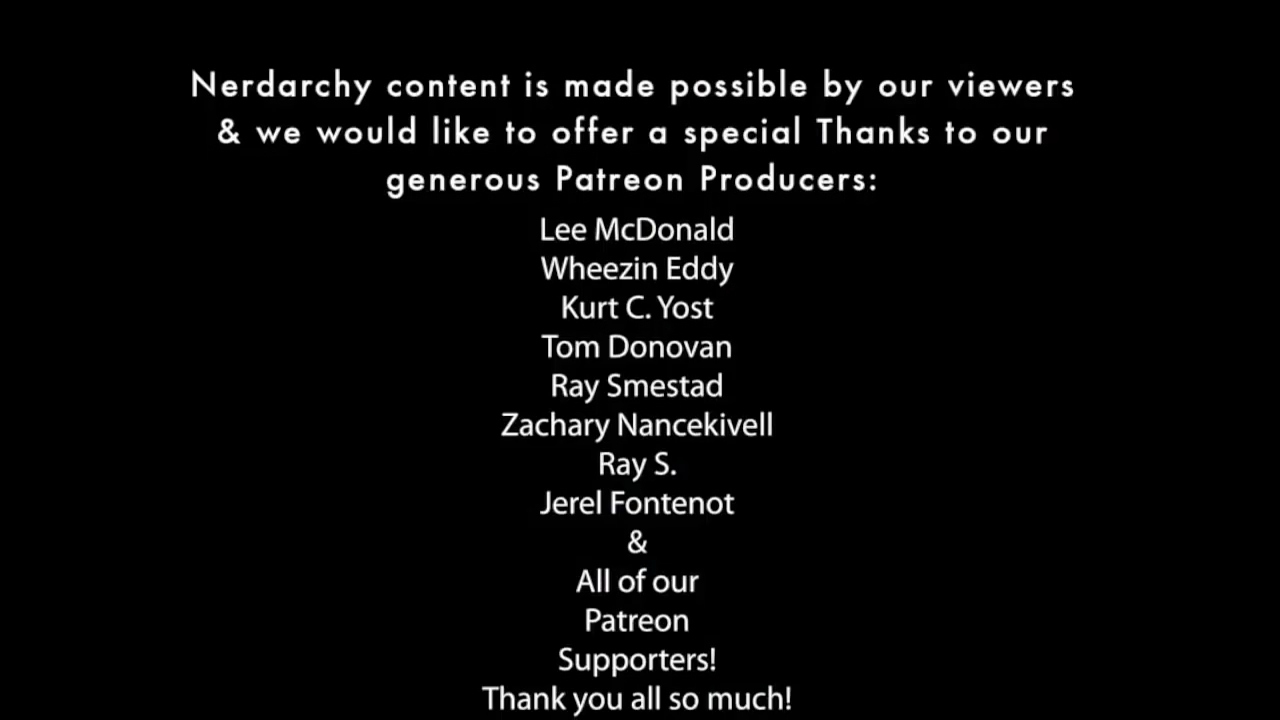 Nerdarchy content is made possible by our viewers
& we would like to offer a special Thanks to our
generous Patreon Producers:
Lee McDonald
Wheezin Eddy
Kurt C. Yost
Tom Donovan
Ray Smestad
Zachary Nancekivell
Ray S.
Jerel Fontenot
&
All of our
Patreon
Supporters!
Thank you all so much!